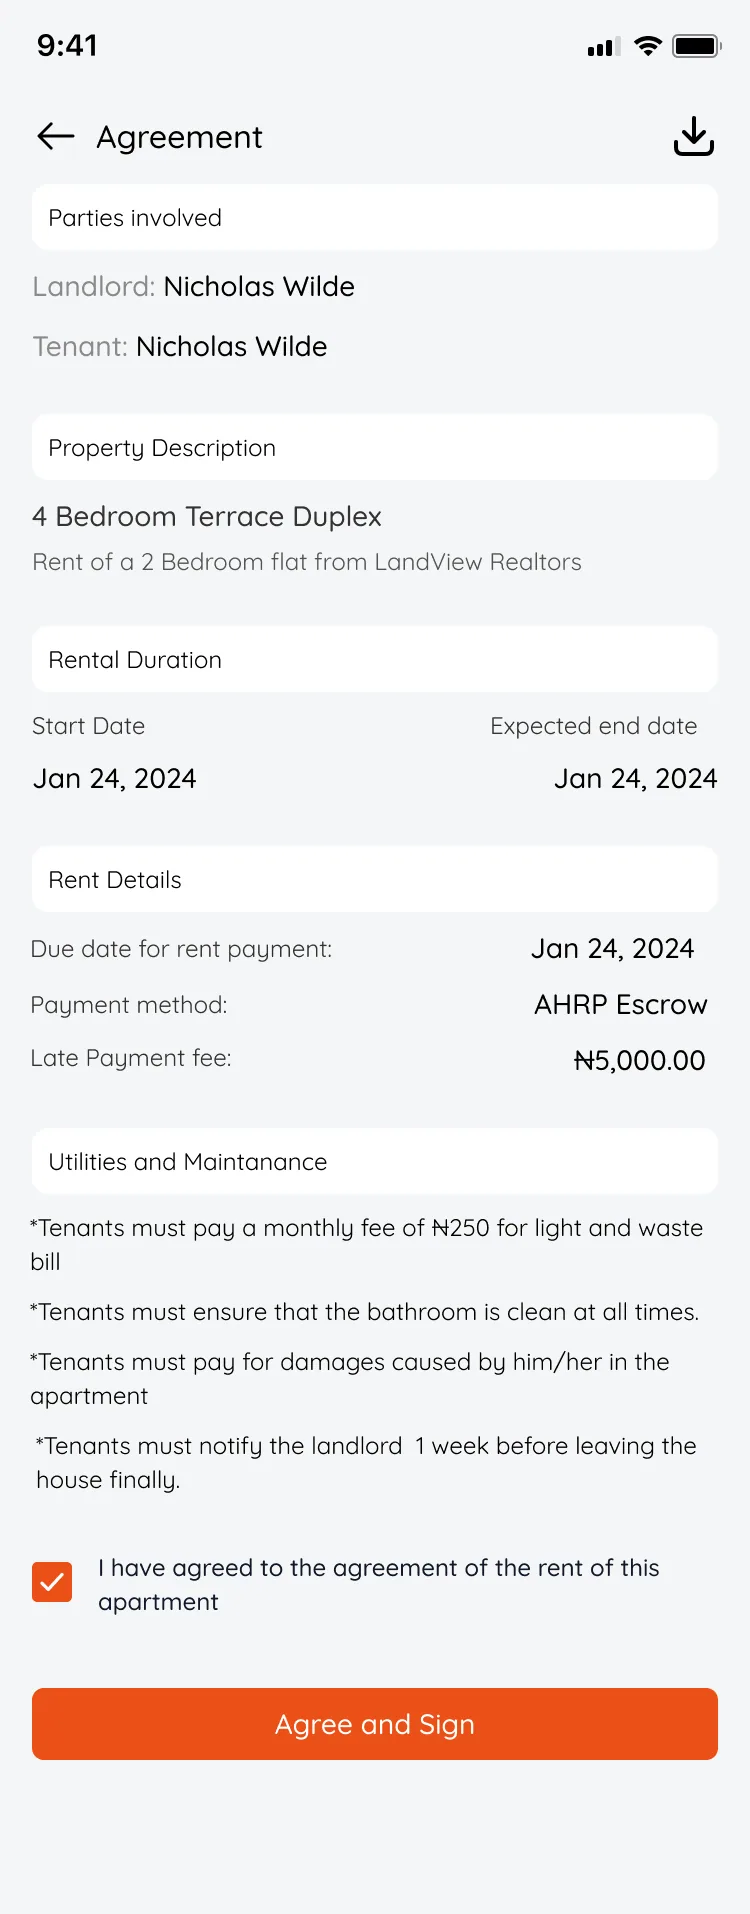 9:41
Agreement
Parties involved
Landlord: Nicholas Wilde
Tenant: Nicholas Wilde
Property Description
4 Bedroom Terrace Duplex
Rent of a 2 Bedroom flat from LandView Realtors
Rental Duration
Start Date Expected end date
Jan 24, 2024 Jan 24, 2024
Rent Details
Due date for rent payment: Jan 24, 2024
Payment method: AHRP Escrow
Late Payment fee: ₦5,000.00
Utilities and Maintanance
*Tenants must pay a monthly fee of ₦250 for light and waste
bill
*Tenants must ensure that the bathroom is clean at all times.
*Tenants must pay for damages caused by him/her in the
apartment
*Tenants must notify the landlord  1 week before leaving the
house finally.
I have agreed to the agreement of the rent of this
apartment
Agree and Sign